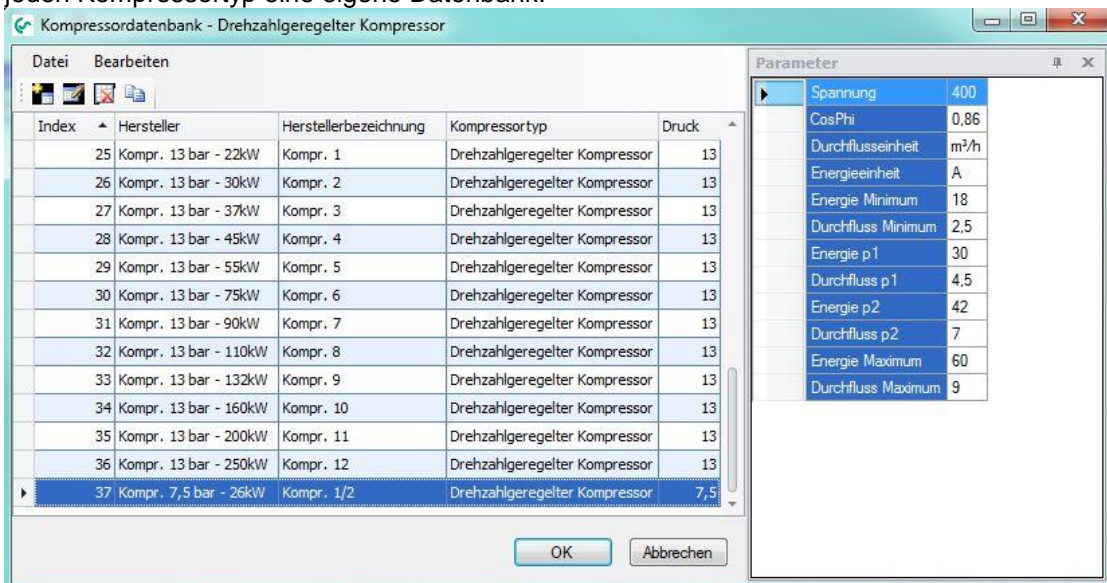 jeden Kompressortyp eine eigene Datenbank.
Kompressordatenbank - Drehzahlgeregelter Kompressor
Datei Bearbeiten
Index Hersteller Herstellerbezeichnung Kompressortyp Druck
25 Kompr. 13 bar - 22kW Kompr. 1 Drehzahlgeregelter Kompressor 13
26 Kompr. 13 bar - 30kW Kompr. 2 Drehzahlgeregelter Kompressor 13
27 Kompr. 13 bar - 37kW Kompr. 3 Drehzahlgeregelter Kompressor 13
28 Kompr. 13 bar - 45kW Kompr. 4 Drehzahlgeregelter Kompressor 13
29 Kompr. 13 bar - 55kW Kompr. 5 Drehzahlgeregelter Kompressor 13
30 Kompr. 13 bar - 75kW Kompr. 6 Drehzahlgeregelter Kompressor 13
31 Kompr. 13 bar - 90kW Kompr. 7 Drehzahlgeregelter Kompressor 13
32 Kompr. 13 bar - 110kW Kompr. 8 Drehzahlgeregelter Kompressor 13
33 Kompr. 13 bar - 132kW Kompr. 9 Drehzahlgeregelter Kompressor 13
34 Kompr. 13 bar - 160kW Kompr. 10 Drehzahlgeregelter Kompressor 13
35 Kompr. 13 bar - 200kW Kompr. 11 Drehzahlgeregelter Kompressor 13
36 Kompr. 13 bar - 250kW Kompr. 12 Drehzahlgeregelter Kompressor 13
37 Kompr. 7,5 bar - 26kW Kompr. 1/2 Drehzahlgeregelter Kompressor 7,5
OK Abbrechen
Parameter
Spannung 400
CosPhi 0,86
Durchflusseinheit m³/h
Energieeinheit A
Energie Minimum 18
Durchfluss Minimum 2,5
Energie p1 30
Durchfluss p1 4,5
Energie p2 42
Durchfluss p2 7
Energie Maximum 60
Durchfluss Maximum 9